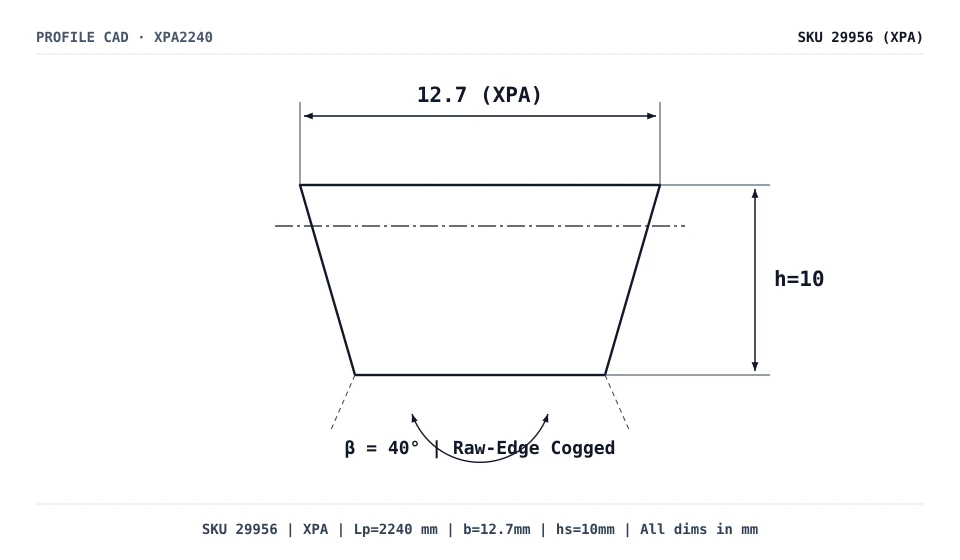 PROFILE CAD · XPA2240
SKU 29956 (XPA)
12.7 (XPA)
h=10
β = 40° | Raw-Edge Cogged
SKU 29956 | XPA | Lp=2240 mm | b=12.7mm | hs=10mm | All dims in mm